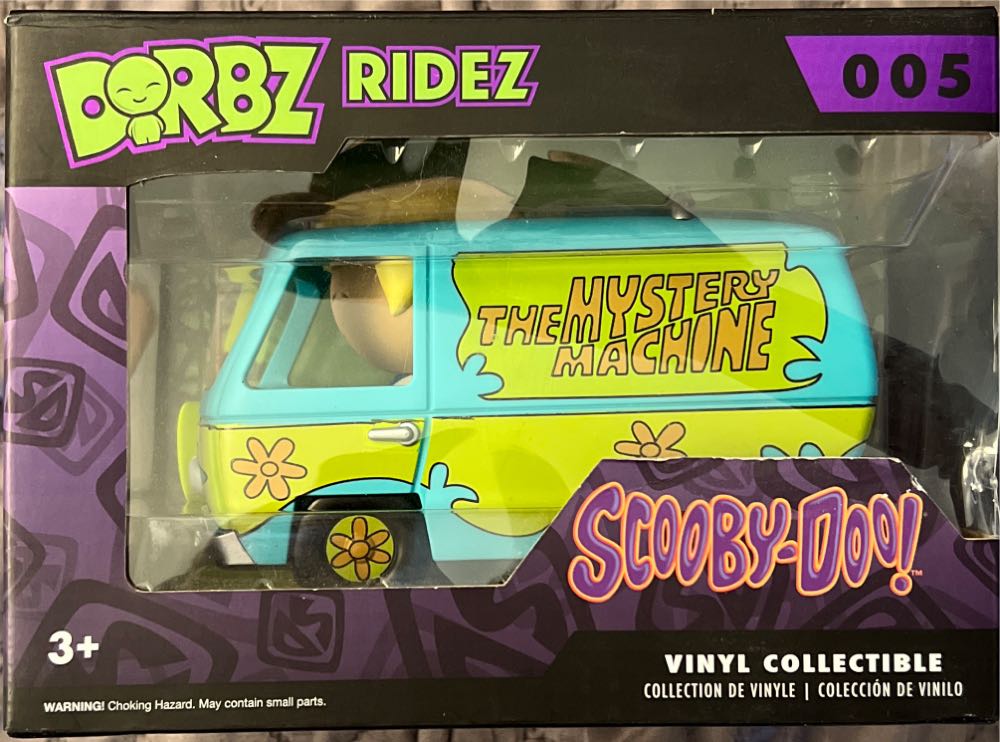 DORBZ RIDEZ
005
THE MYSTERY
MACHINE
SCOOBY-DOO!™
3+
VINYL COLLECTIBLE
COLLECTION DE VINYLE | COLECCIÓN DE VINILO
WARNING! Choking Hazard. May contain small parts.